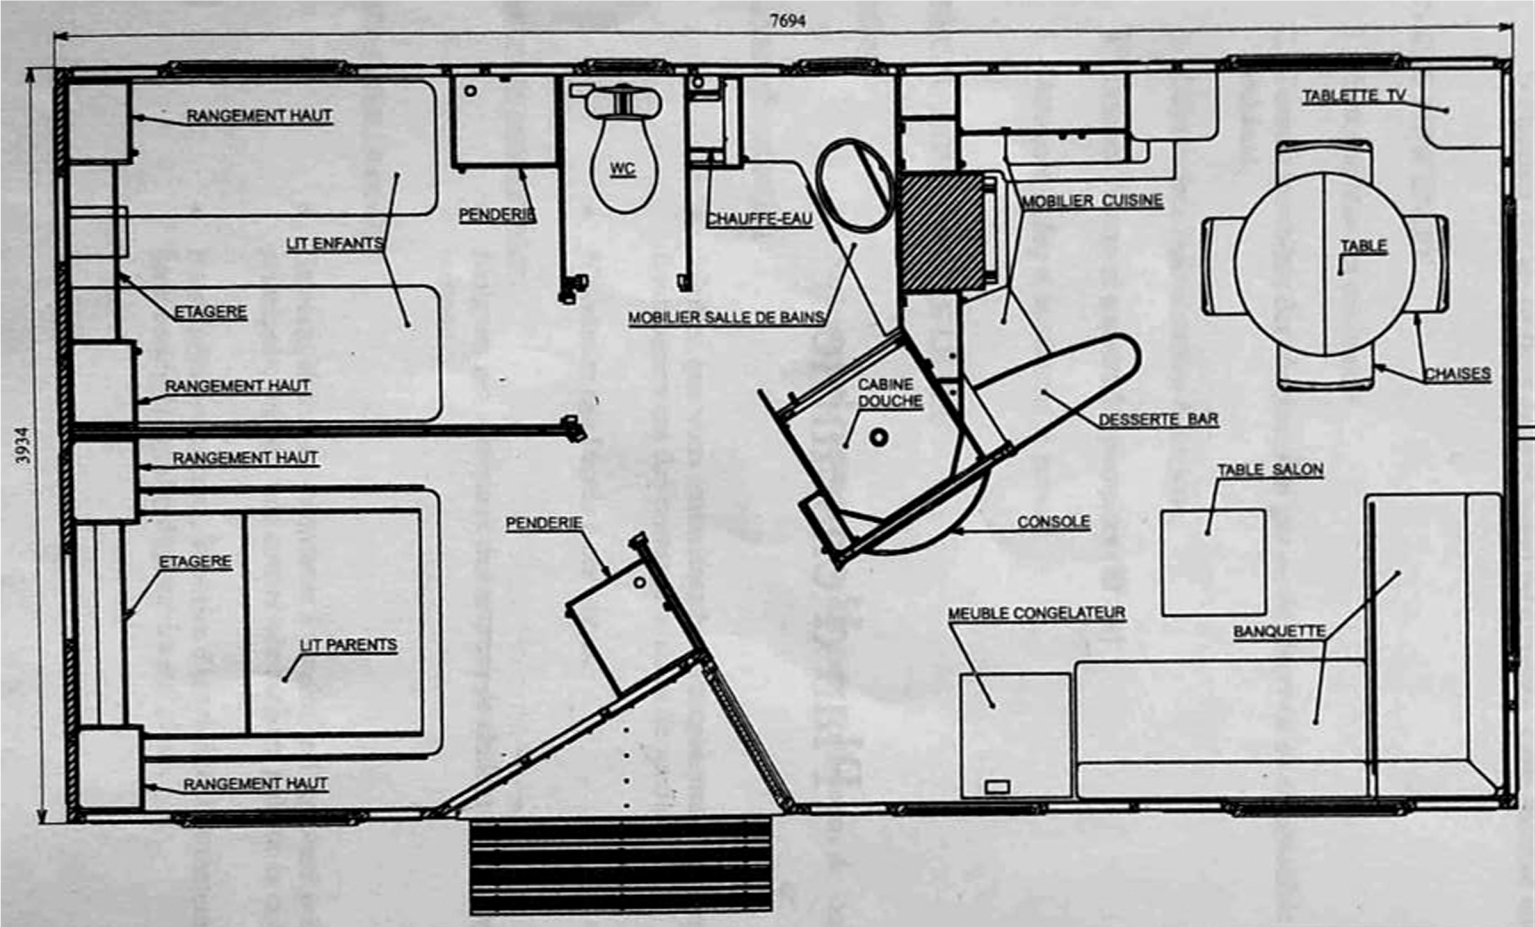 7694
3934
RANGEMENT HAUT
LIT ENFANTS
ETAGERE
RANGEMENT HAUT
PENDERIE
WC
CHAUFFE-EAU
MOBILIER SALLE DE BAINS
MOBILIER CUISINE
TABLETTE TV
TABLE
CHAISES
CABINE
DOUCHE
DESSERTE BAR
CONSOLE
TABLE SALON
RANGEMENT HAUT
ETAGERE
LIT PARENTS
RANGEMENT HAUT
PENDERIE
MEUBLE CONGELATEUR
BANQUETTE